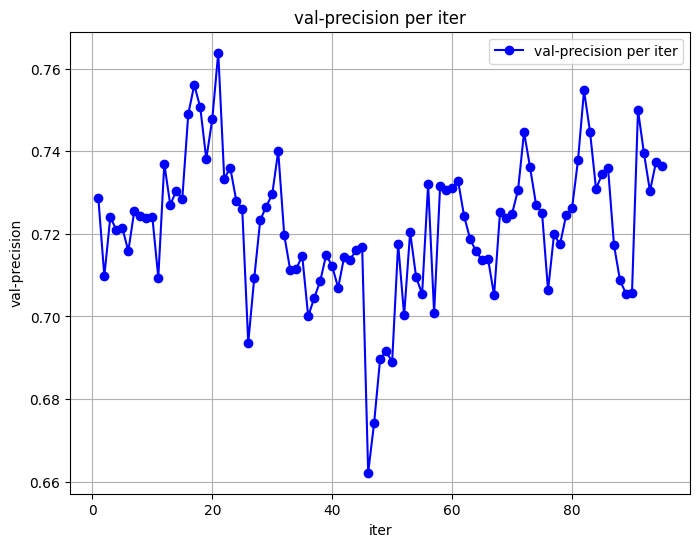 val-precision per iter
val-precision per iter
0.76
0.74
0.72
0.70
0.68
0.66
val-precision
0
20
40
60
80
iter